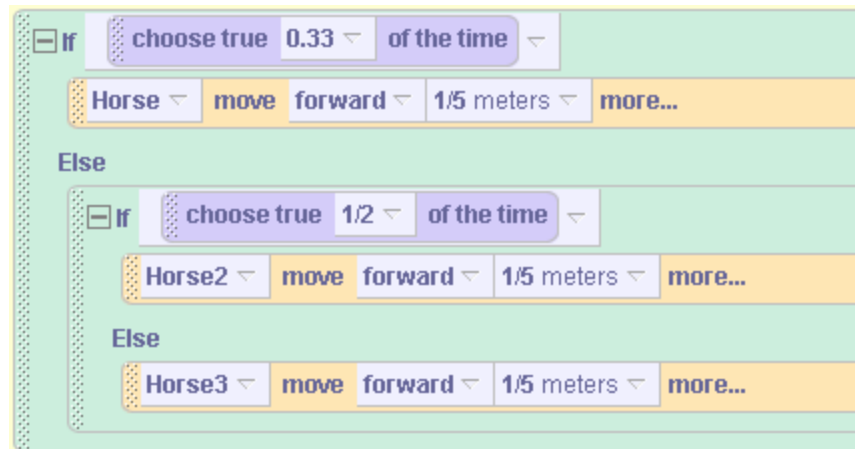 If choose true 0.33 of the time
Horse move forward 1/5 meters more...
Else
If choose true 1/2 of the time
Horse2 move forward 1/5 meters more...
Else
Horse3 move forward 1/5 meters more...